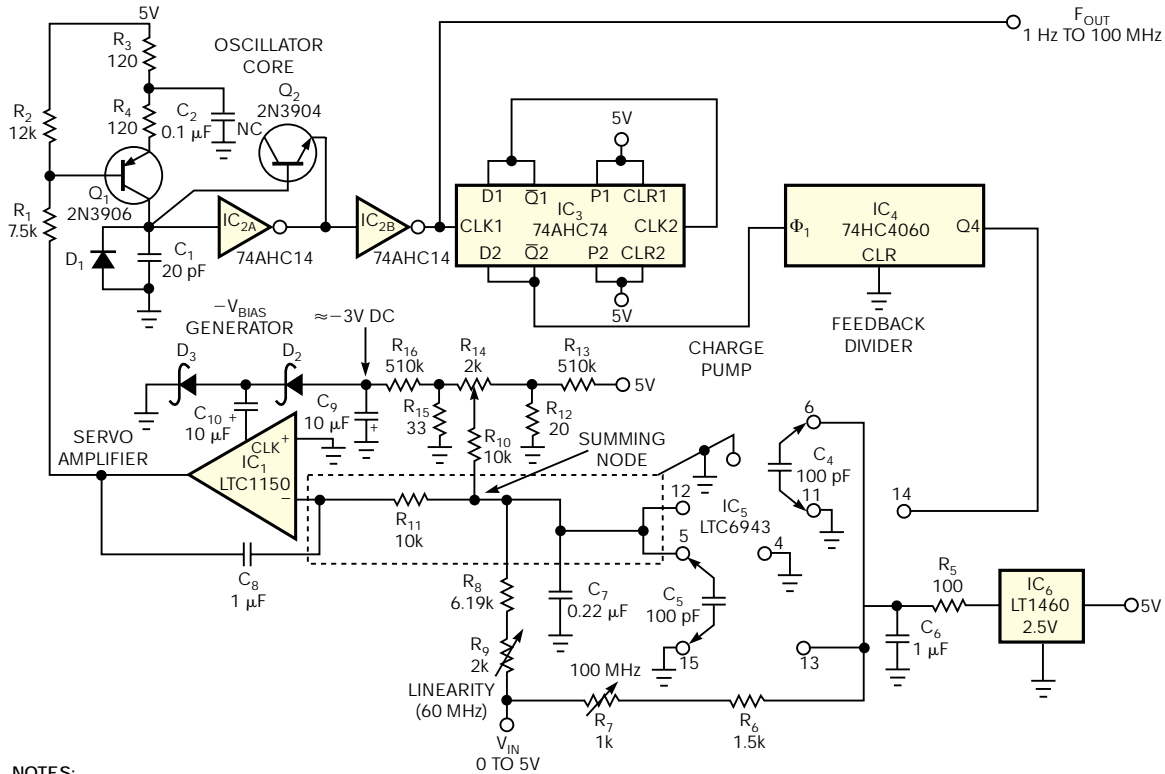 5V
R3
120
OSCILLATOR
CORE
FOUT
1 Hz TO 100 MHz
R2
12k
R4
120
C2
0.1 µF
Q2
2N3904
NC
Q1
2N3906
R1
7.5k
D1
C1
20 pF
IC2A
74AHC14
IC2B
74AHC14
5V
D1
Q̅1
P1
CLR1
CLK1
IC3
74AHC74
CLK2
D2
Q̅2
P2
CLR2
5V
Φ1
IC4
74HC4060
Q4
CLR
FEEDBACK
DIVIDER
−VBIAS
GENERATOR
≈−3V DC
CHARGE
PUMP
D3
D2
R16
510k
R14
2k
R13
510k
5V
C10
10 µF
+
C9
10 µF
+
R15
33
R12
20
R10
10k
SUMMING
NODE
SERVO
AMPLIFIER
CLK
+
IC1
LTC1150
−
R11
10k
C8
1 µF
12
IC5
LTC6943
5
4
6
C4
100 pF
11
14
R8
6.19k
C7
0.22 µF
C5
100 pF
15
13
R9
2k
LINEARITY
(60 MHz)
100 MHz
R7
1k
R6
1.5k
R5
100
C6
1 µF
IC6
LT1460
2.5V
5V
VIN
0 TO 5V
NOTES: